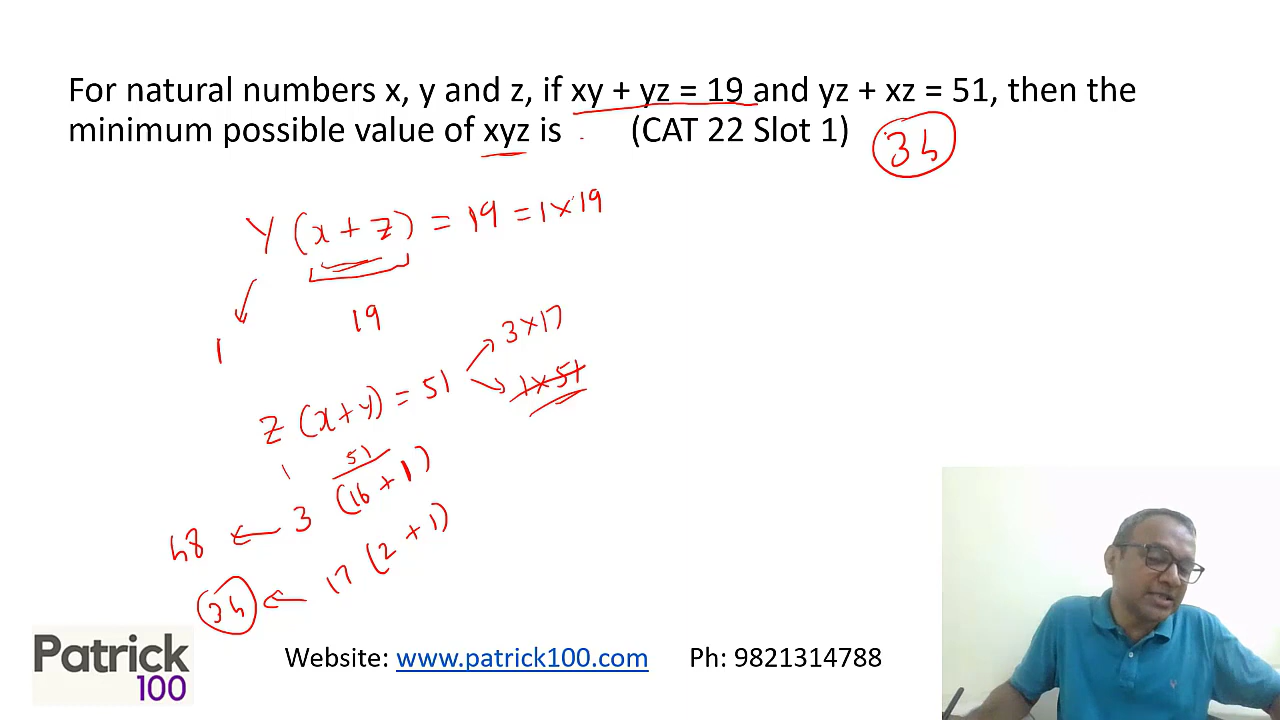 For natural numbers x, y and z, if xy + yz = 19 and yz + xz = 51, then the
minimum possible value of xyz is (CAT 22 Slot 1) 34
Y (x + z) = 19 = 1 × 19
1
19
z (x + y) = 51
3 × 17
1 × 51
1 51
48 ← 3 (16 + 1)
34 ← 17 (2 + 1)
Patrick
100
Website: www.patrick100.com Ph: 9821314788